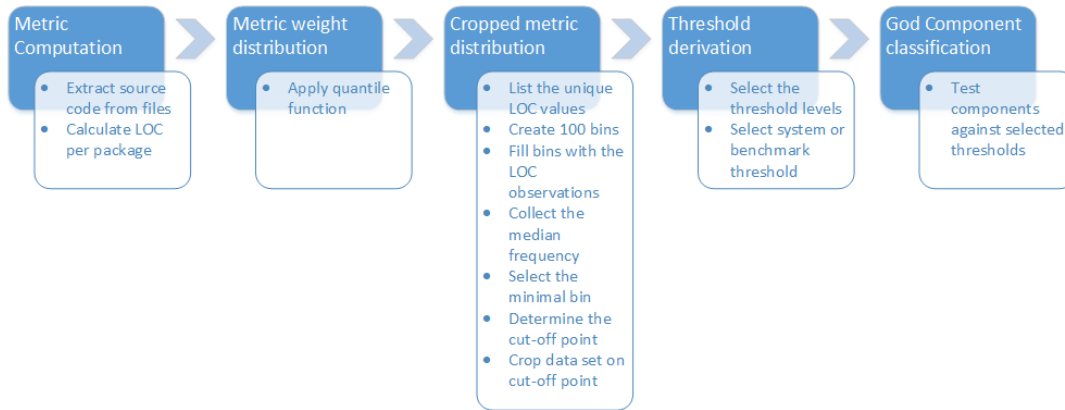 Metric
Computation
• Extract source
code from files
• Calculate LOC
per package
Metric weight
distribution
• Apply quantile
function
Cropped metric
distribution
• List the unique
LOC values
• Create 100 bins
• Fill bins with the
LOC
observations
• Collect the
median
frequency
• Select the
minimal bin
• Determine the
cut-off point
• Crop data set on
cut-off point
Threshold
derivation
• Select the
threshold levels
• Select system or
benchmark
threshold
God Component
classification
• Test
components
against selected
thresholds